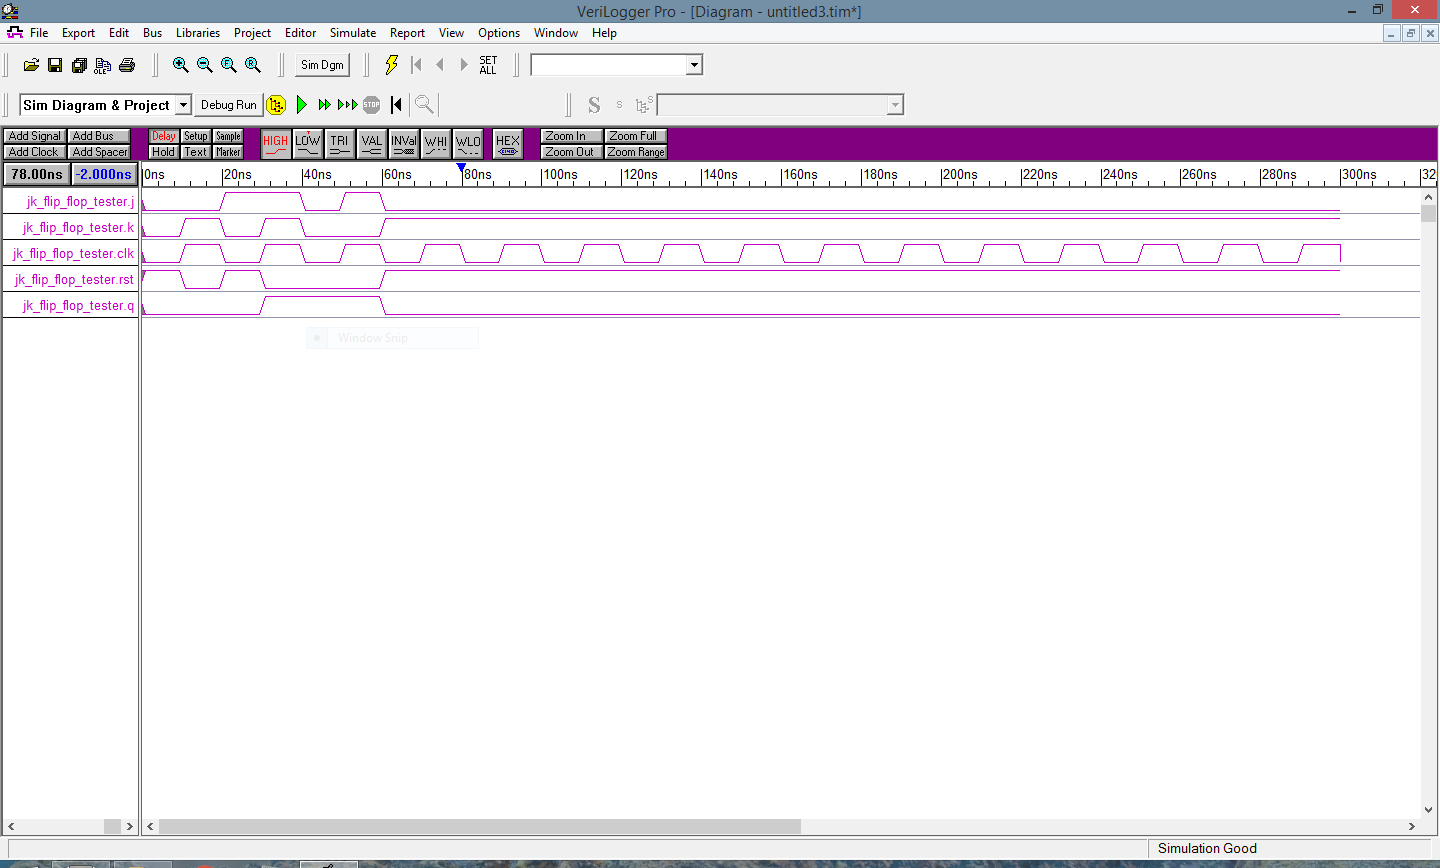 VeriLogger Pro - [Diagram - untitled3.tim*]
File Export Edit Bus Libraries Project Editor Simulate Report View Options Window Help
OLE F R Sim Dgm SET ALL
Sim Diagram & Project Debug Run STOP S S S
Add Signal Add Bus Delay Setup Sample HIGH LOW TRI VAL INVal WHI WLO HEX Zoom In Zoom Full
Add Clock Add Spacer Hold Text Marker Zoom Out Zoom Range
78.00ns -2.000ns 0ns 20ns 40ns 60ns 80ns 100ns 120ns 140ns 160ns 180ns 200ns 220ns 240ns 260ns 280ns 300ns 32
jk_flip_flop_tester.j
jk_flip_flop_tester.k
jk_flip_flop_tester.clk
jk_flip_flop_tester.rst
jk_flip_flop_tester.q
Window Snip
Simulation Good